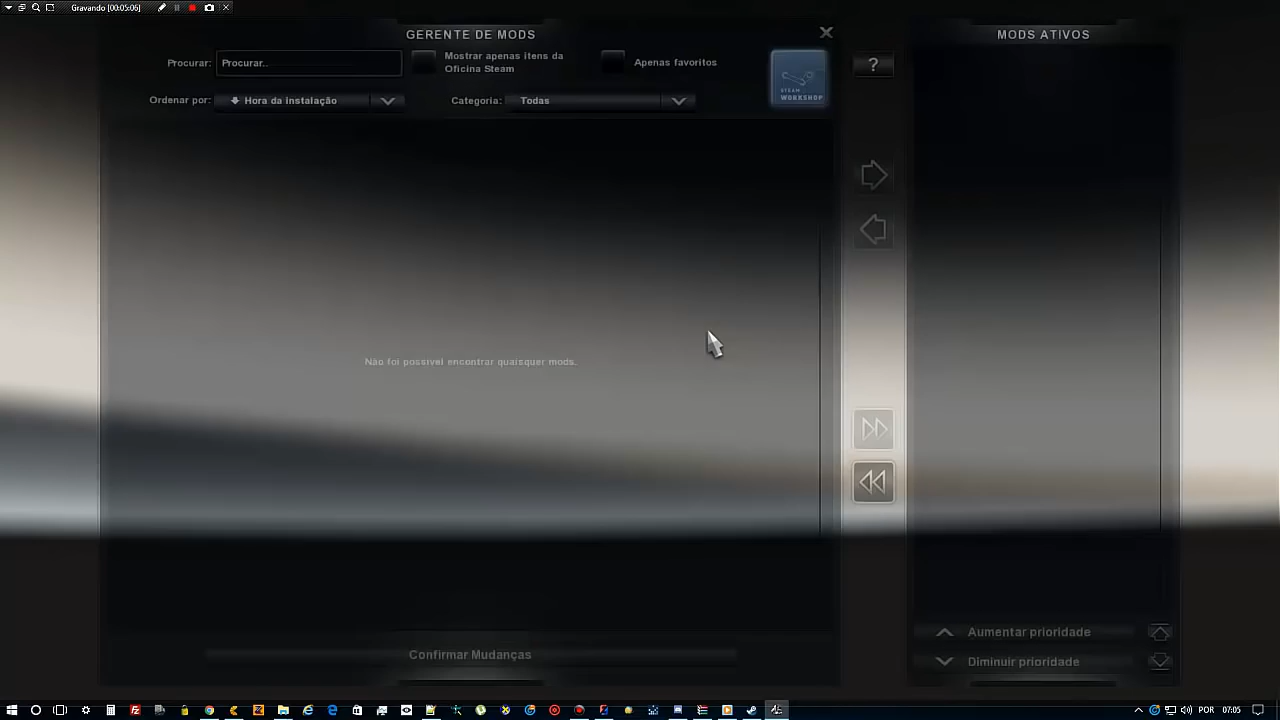 Gravando [00:05:06]
GERENTE DE MODS
MODS ATIVOS
Procurar:
Procurar..
Mostrar apenas itens da
Oficina Steam
Apenas favoritos
STEAM
WORKSHOP
?
Ordenar por:
Hora da instalação
Categoria:
Todas
Não foi possível encontrar quaisquer mods.
Aumentar prioridade
Confirmar Mudanças
Diminuir prioridade
POR
07:05